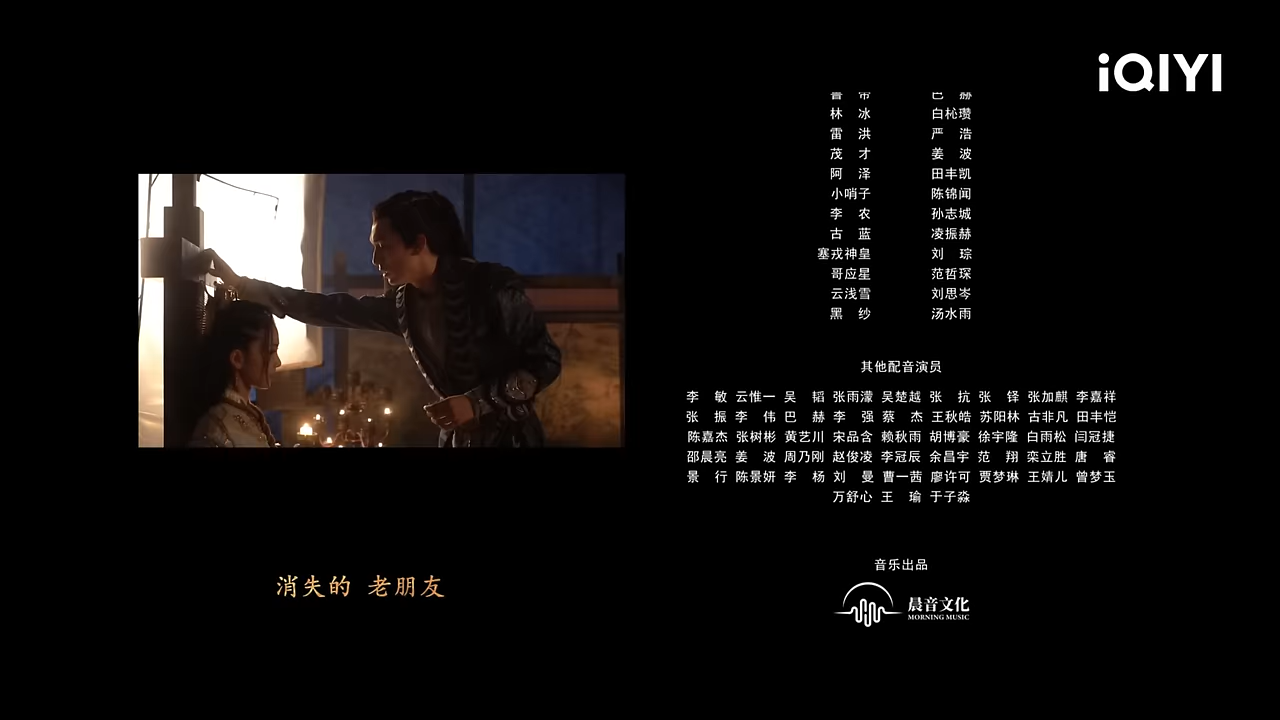 iQIYI
林 冰 白杺瓒
雷 洪 严 浩
茂 才 姜 波
阿 泽 田丰凯
小哨子 陈锦闻
李 农 孙志城
古 蓝 凌振赫
塞戎神皇 刘 琮
哥应星 范哲琛
云浅雪 刘思岑
黑 纱 汤水雨
其他配音演员
李 敏 云惟一 吴 韬 张雨濛 吴楚越 张 抗 张 铎 张加麒 李嘉祥
张 振 李 伟 巴 赫 李 强 蔡 杰 王秋皓 苏阳林 古非凡 田丰恺
陈嘉杰 张树彬 黄艺川 宋品含 赖秋雨 胡博豪 徐宇隆 白雨松 闫冠捷
邵晨亮 姜 波 周乃刚 赵俊凌 李冠辰 余昌宇 范 翔 栾立胜 唐 睿
景 行 陈景妍 李 杨 刘 曼 曹一茜 廖许可 贾梦琳 王婧儿 曾梦玉
万舒心 王 瑜 于子淼
音乐出品
晨音文化
MORNING MUSIC
消失的 老朋友